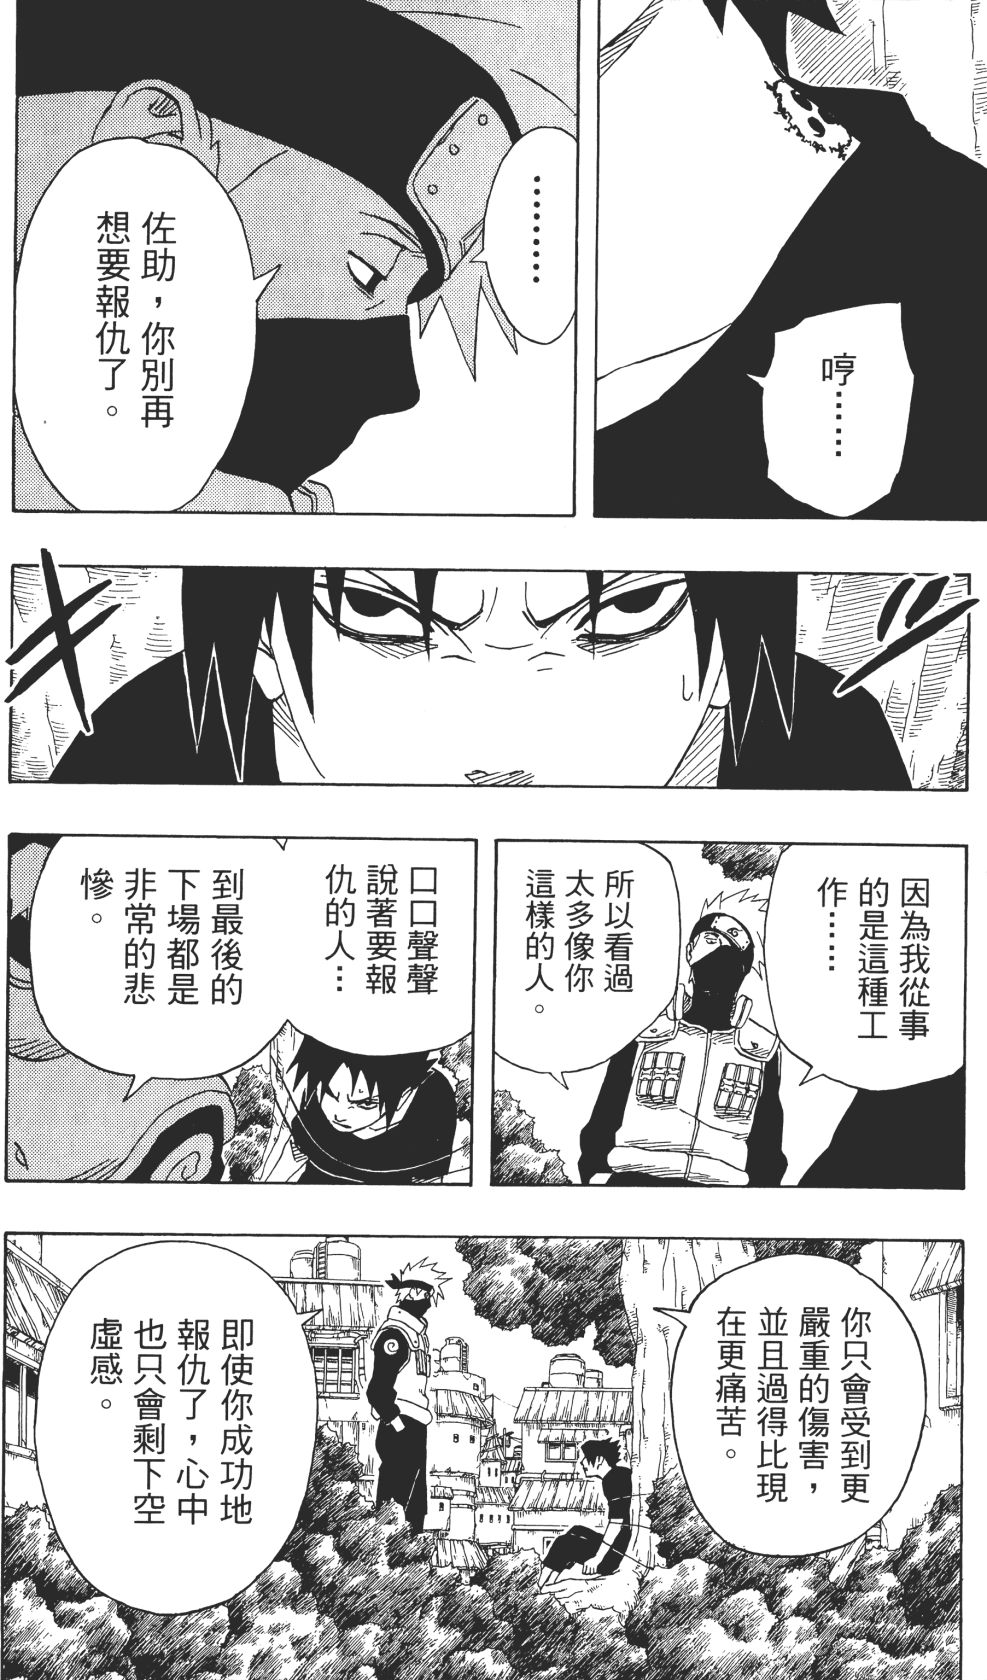 哼……
………
佐助，你別再
想要報仇了。
因為我從事
的是這種工
作……
所以看過
太多像你
這樣的人。
口口聲聲
說著要報
仇的人…
到最後的
下場都是
非常的悲
慘。
你只會受到更
嚴重的傷害，
並且過得比現
在更痛苦。
即使你成功地
報仇了，心中
也只會剩下空
虛感。